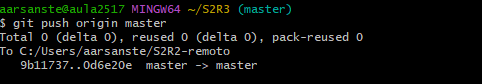 aarsanste@aula2517 MINGW64 ~/S2R3 (master)
$ git push origin master
Total 0 (delta 0), reused 0 (delta 0), pack-reused 0
To C:/Users/aarsanste/S2R2-remoto
   9b11737..0d6e20e  master -> master